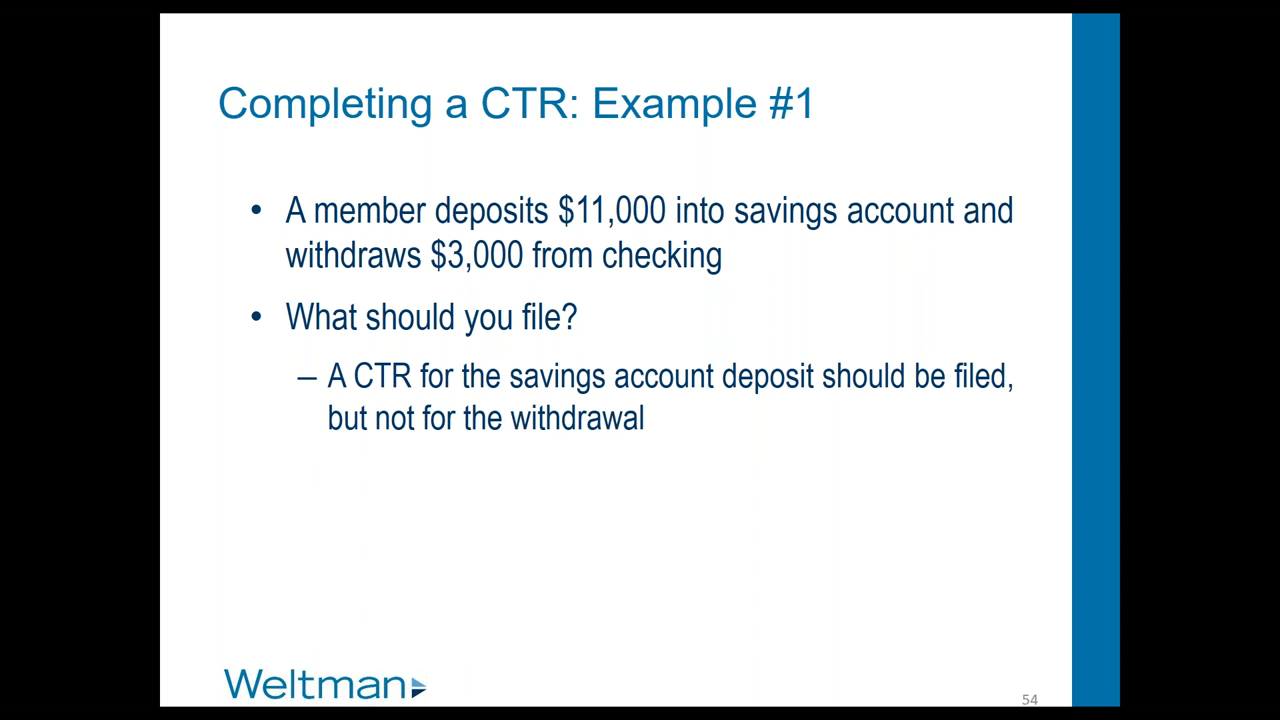 Completing a CTR: Example #1
• A member deposits $11,000 into savings account and
withdraws $3,000 from checking
• What should you file?
– A CTR for the savings account deposit should be filed,
but not for the withdrawal
Weltman
54